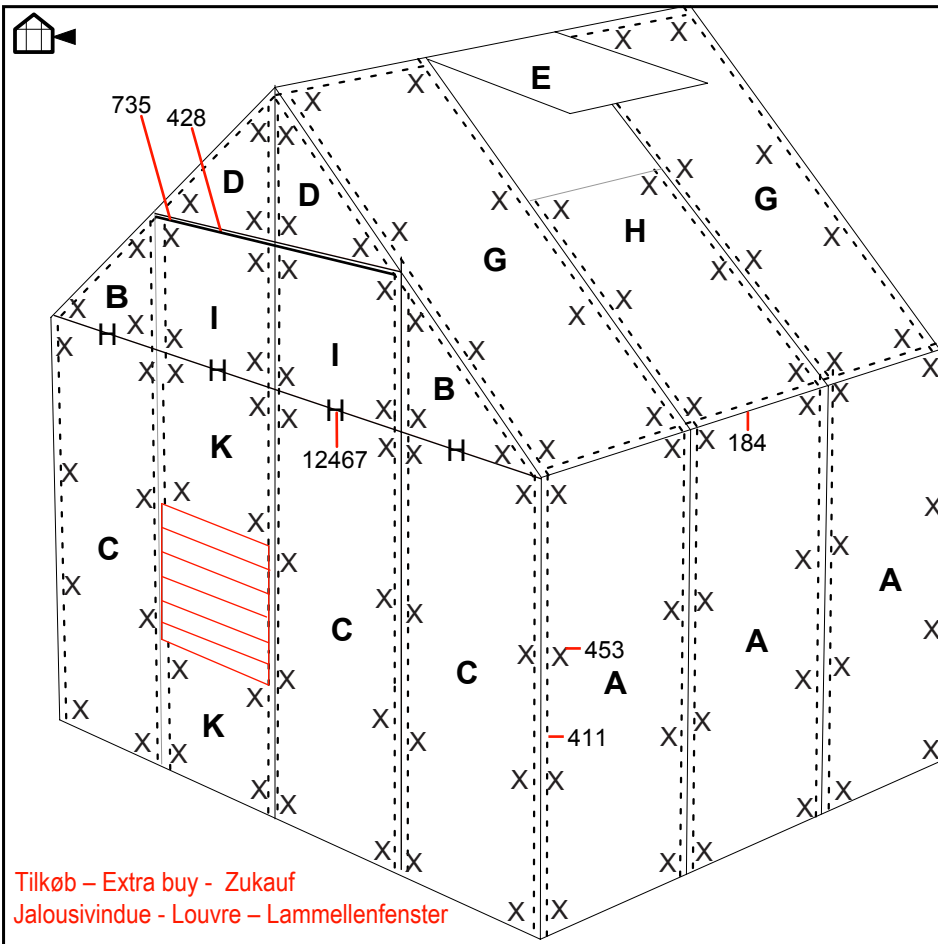 735
428
E
D
D
G
H
G
B
I
I
B
H
H
H
H
K
12467
184
C
C
C
453
A
A
A
K
411
Tilkøb – Extra buy - Zukauf
Jalousivindue - Louvre – Lammellenfenster